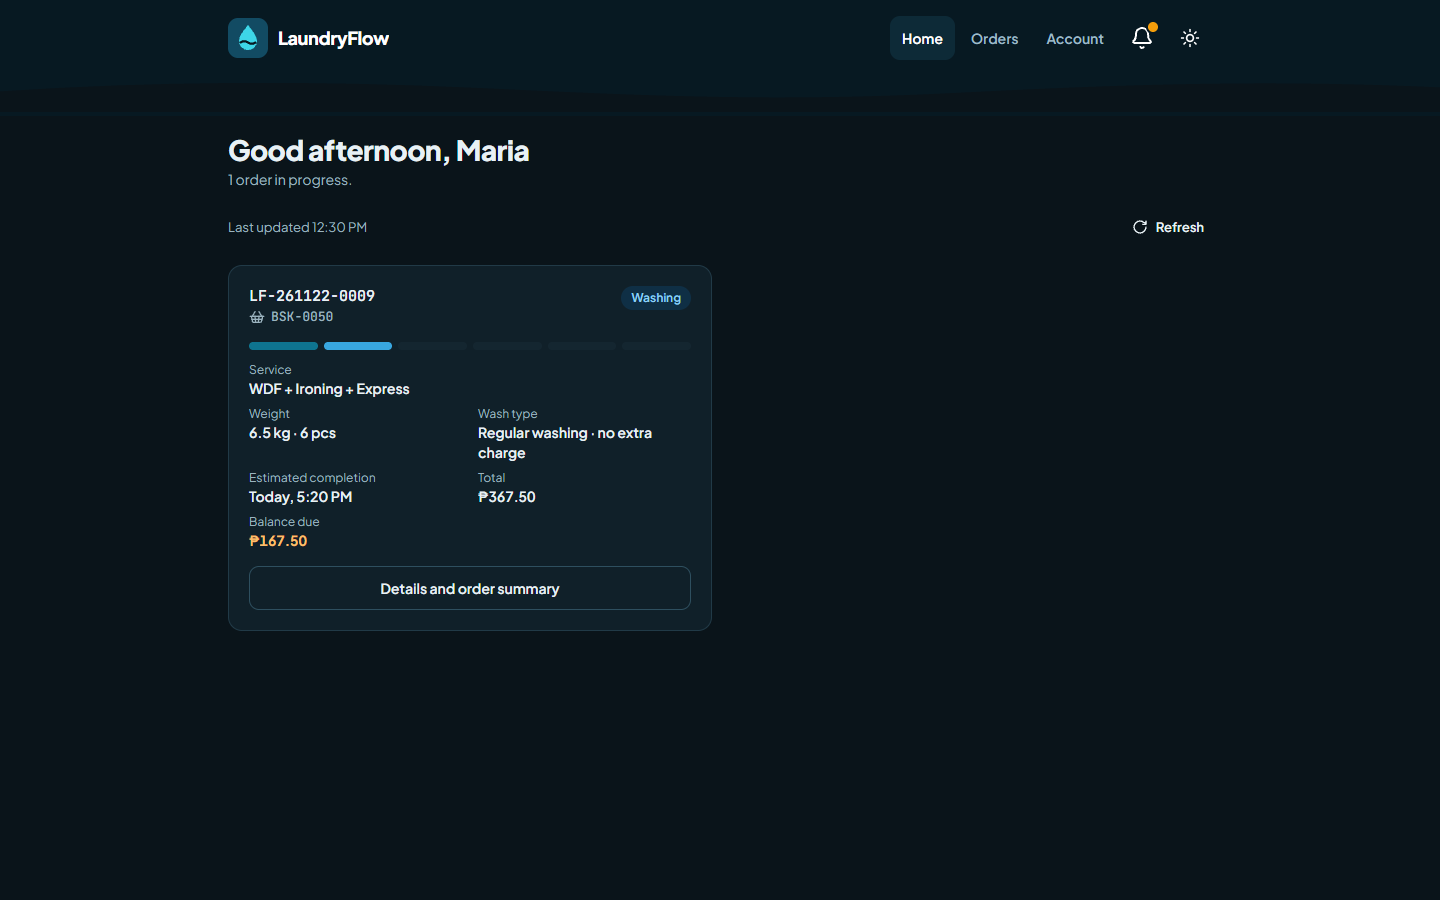 LaundryFlow
Home
Orders
Account
Good afternoon, Maria
1 order in progress.
Last updated 12:30 PM
Refresh
LF-261122-0009
Washing
BSK-0050
Service
WDF + Ironing + Express
Weight
6.5 kg · 6 pcs
Wash type
Regular washing · no extra
charge
Estimated completion
Today, 5:20 PM
Total
₱367.50
Balance due
₱167.50
Details and order summary